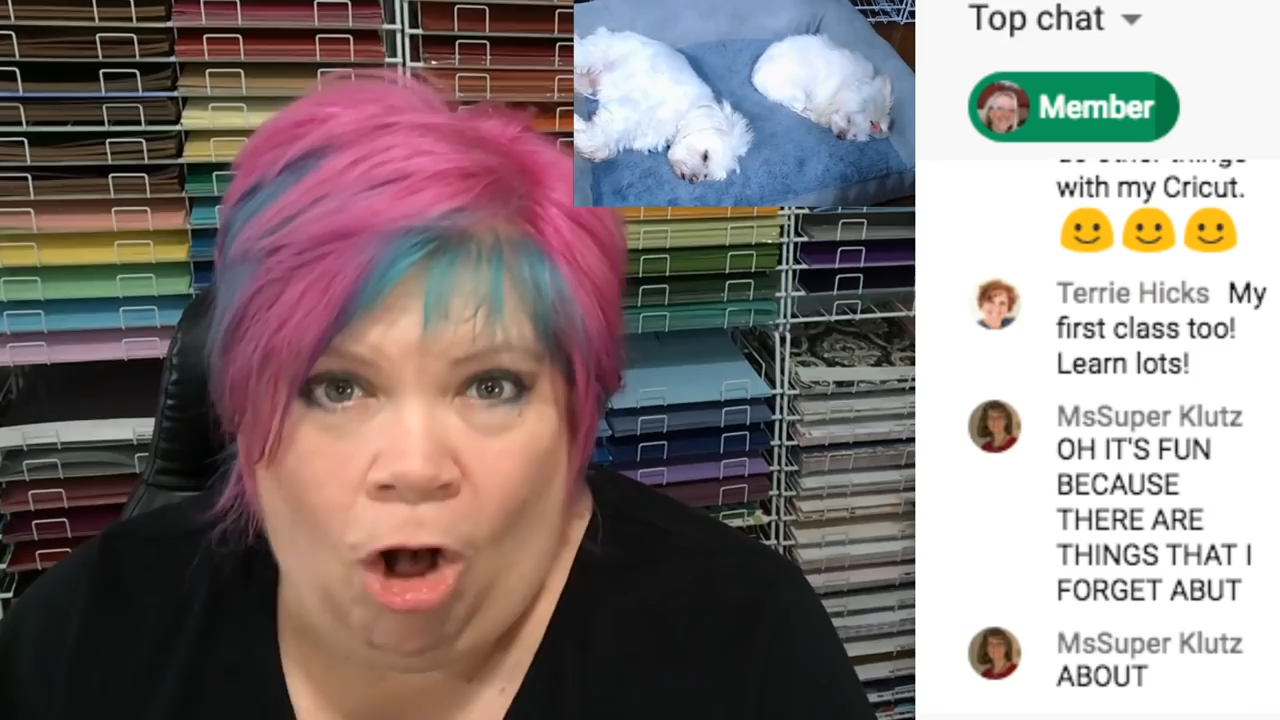 Top chat
Member
with my Cricut.
Terrie Hicks My
first class too!
Learn lots!
MsSuper Klutz
OH IT'S FUN
BECAUSE
THERE ARE
THINGS THAT I
FORGET ABUT
MsSuper Klutz
ABOUT